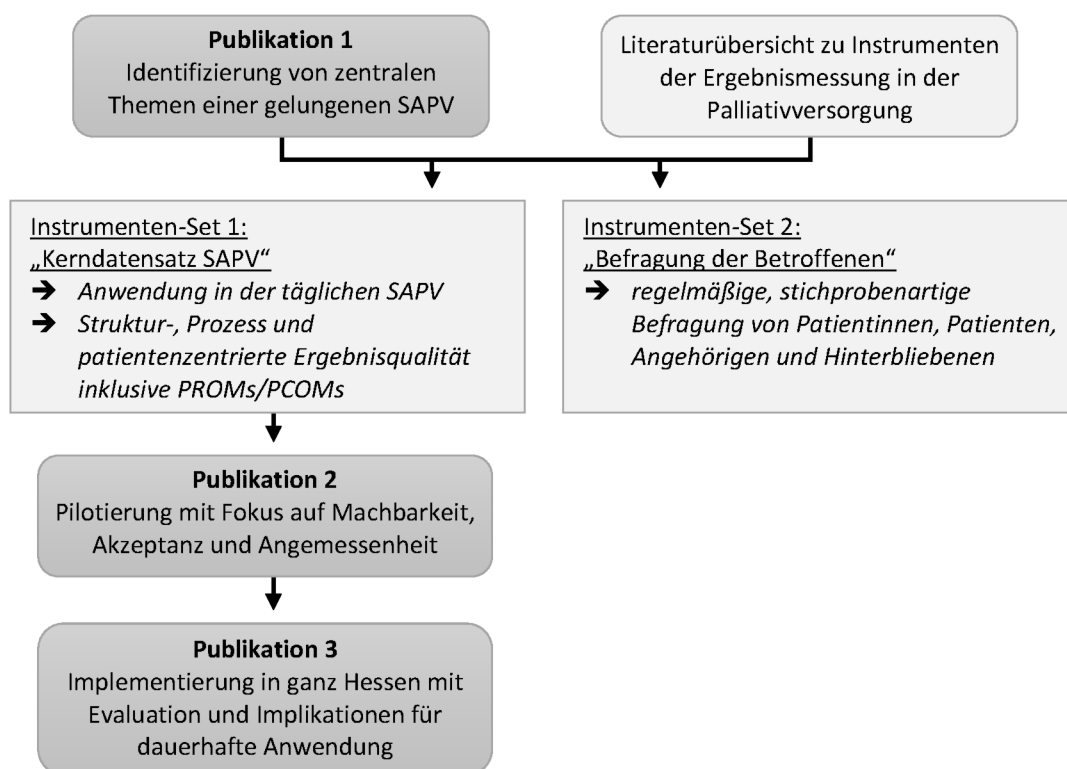 Publikation 1
Identifizierung von zentralen
Themen einer gelungenen SAPV
Literaturübersicht zu Instrumenten
der Ergebnismessung in der
Palliativversorgung
Instrumenten-Set 1:
„Kerndatensatz SAPV“
➔ Anwendung in der täglichen SAPV
➔ Struktur-, Prozess und
patientenzentrierte Ergebnisqualität
inklusive PROMs/PCOMs
Instrumenten-Set 2:
„Befragung der Betroffenen“
➔ regelmäßige, stichprobenartige
Befragung von Patientinnen, Patienten,
Angehörigen und Hinterbliebenen
Publikation 2
Pilotierung mit Fokus auf Machbarkeit,
Akzeptanz und Angemessenheit
Publikation 3
Implementierung in ganz Hessen mit
Evaluation und Implikationen für
dauerhafte Anwendung